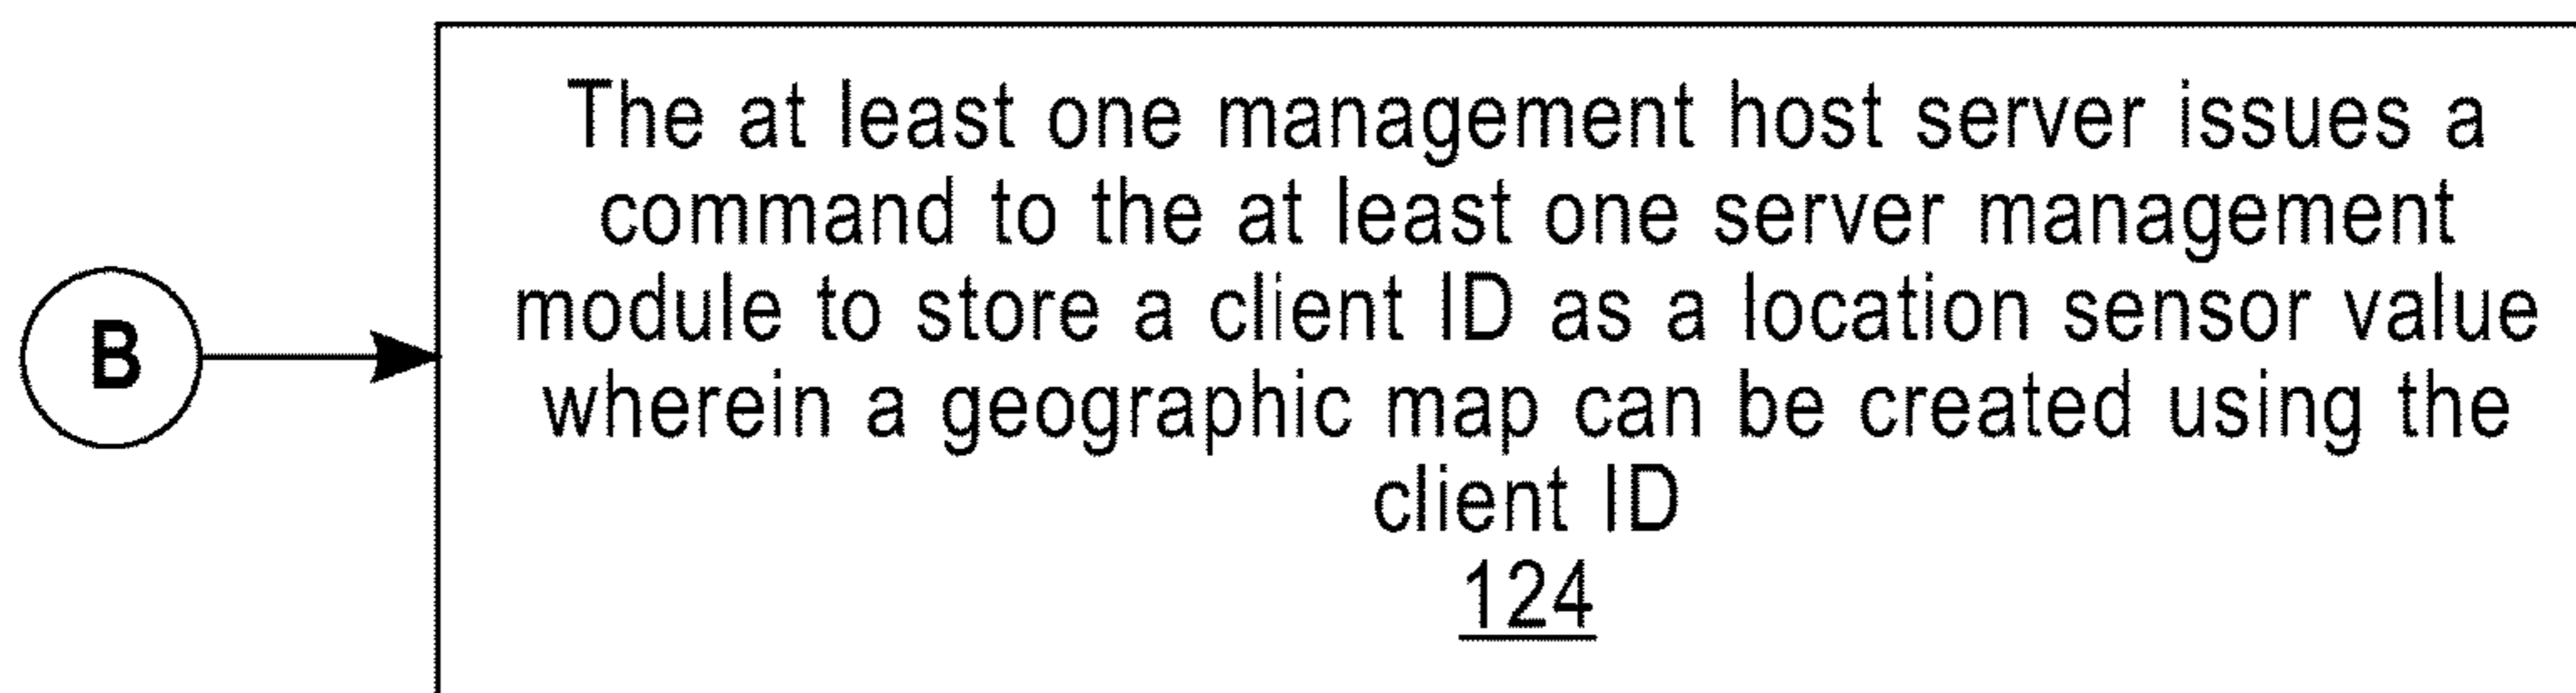 The at least one management host server issues a
command to the at least one server management
module to store a client ID as a location sensor value
wherein a geographic map can be created using the
client ID
124
B